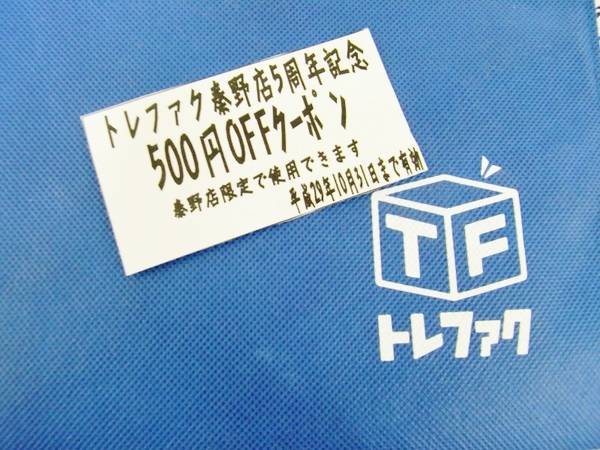 トレファク秦野店5周年記念
500円OFFクーポン
秦野店限定で使用できます
平成29年10月31日まで有効
TF
トレファク